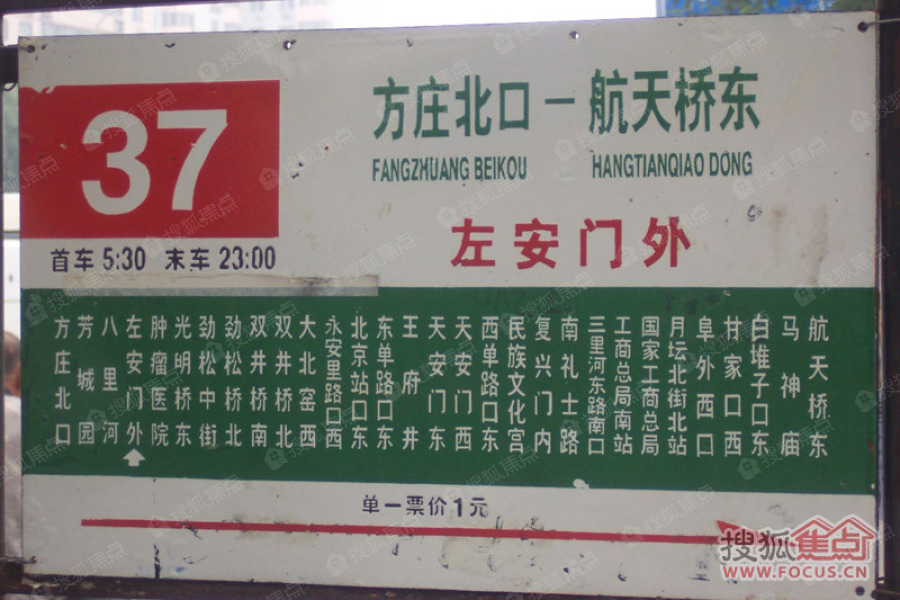 37
方庄北口－航天桥东
FANGZHUANG BEIKOU － HANGTIANQIAO DONG
首车 5:30 末车 23:00
左安门外
方庄北口
芳城园
八里河
左安门外
肿瘤医院
光明桥东
劲松中街
劲松桥北
双井桥南
双井桥北
大北窑西
永安里路口西
北京站口东
东单路口东
王府井
天安门东
天安门西
西单路口东
民族文化宫
复兴门内
南礼士路
三里河东路南口
工商总局南站
国家工商总局
月坛北街北站
阜外西口
甘家口西
白堆子口东
马神庙
航天桥东
单一票价1元
搜狐焦点
WWW.FOCUS.CN